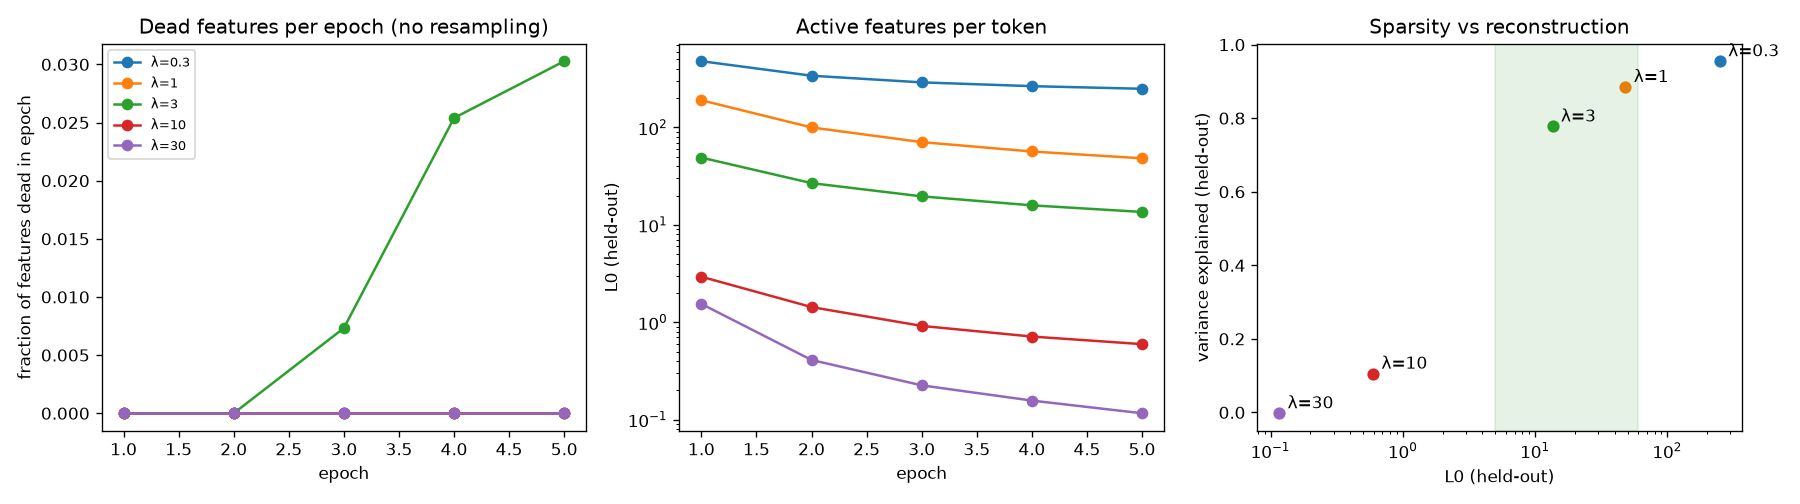 Dead features per epoch (no resampling)
fraction of features dead in epoch
0.030
0.025
0.020
0.015
0.010
0.005
0.000
λ=0.3
λ=1
λ=3
λ=10
λ=30
1.0 1.5 2.0 2.5 3.0 3.5 4.0 4.5 5.0
epoch
Active features per token
L0 (held-out)
10²
10¹
10⁰
10⁻¹
1.0 1.5 2.0 2.5 3.0 3.5 4.0 4.5 5.0
epoch
Sparsity vs reconstruction
variance explained (held-out)
1.0
0.8
0.6
0.4
0.2
0.0
λ=0.3
λ=1
λ=3
λ=10
λ=30
10⁻¹ 10⁰ 10¹ 10²
L0 (held-out)